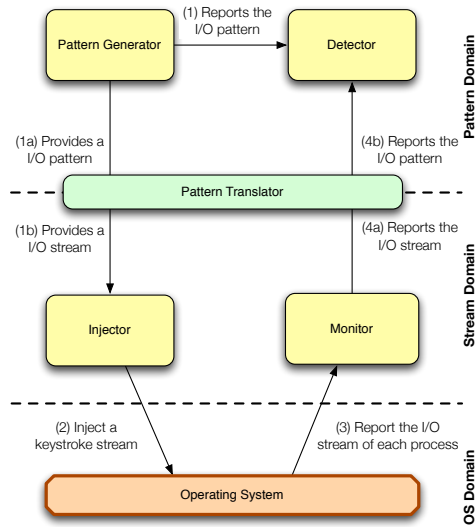 (1) Reports the
I/O pattern
Pattern Generator
Detector
Pattern Domain
(1a) Provides a
I/O pattern
(4b) Reports the
I/O pattern
Pattern Translator
(1b) Provides a
I/O stream
(4a) Reports the
I/O stream
Stream Domain
Injector
Monitor
(2) Inject a
keystroke stream
(3) Report the I/O
stream of each process
OS Domain
Operating System